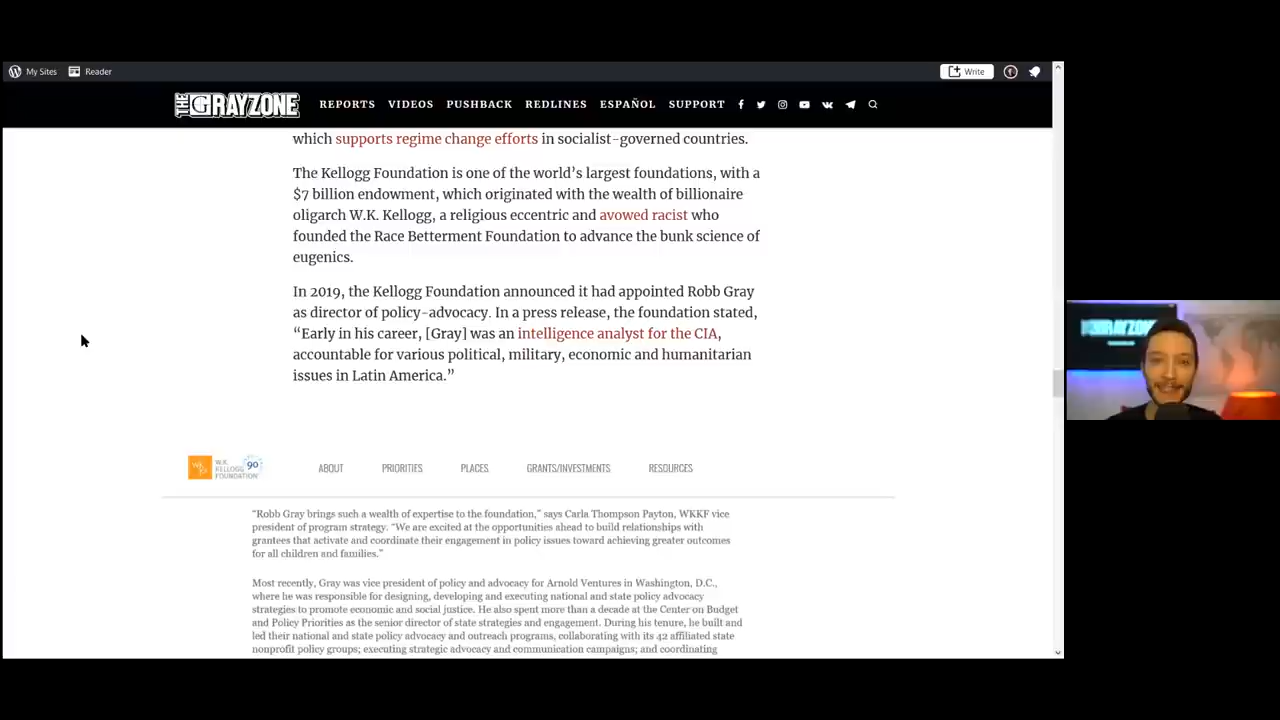 My Sites Reader Write
THE GRAYZONE REPORTS VIDEOS PUSHBACK REDLINES ESPAÑOL SUPPORT
which supports regime change efforts in socialist-governed countries.
The Kellogg Foundation is one of the world's largest foundations, with a
$7 billion endowment, which originated with the wealth of billionaire
oligarch W.K. Kellogg, a religious eccentric and avowed racist who
founded the Race Betterment Foundation to advance the bunk science of
eugenics.
In 2019, the Kellogg Foundation announced it had appointed Robb Gray
as director of policy-advocacy. In a press release, the foundation stated,
“Early in his career, [Gray] was an intelligence analyst for the CIA,
accountable for various political, military, economic and humanitarian
issues in Latin America.”
W.K.
KELLOGG
FOUNDATION
90
ABOUT PRIORITIES PLACES GRANTS/INVESTMENTS RESOURCES
“Robb Gray brings such a wealth of expertise to the foundation,” says Carla Thompson Payton, WKKF vice
president of program strategy. “We are excited at the opportunities ahead to build relationships with
grantees that activate and coordinate their engagement in policy issues toward achieving greater outcomes
for all children and families.”
Most recently, Gray was vice president of policy and advocacy for Arnold Ventures in Washington, D.C.,
where he was responsible for designing, developing and executing national and state policy advocacy
strategies to promote economic and social justice. He also spent more than a decade at the Center on Budget
and Policy Priorities as the senior director of state strategies and engagement. During his tenure, he built and
led their national and state policy advocacy and outreach programs, collaborating with its 42 affiliated state
nonprofit policy groups; executing strategic advocacy and communication campaigns; and coordinating